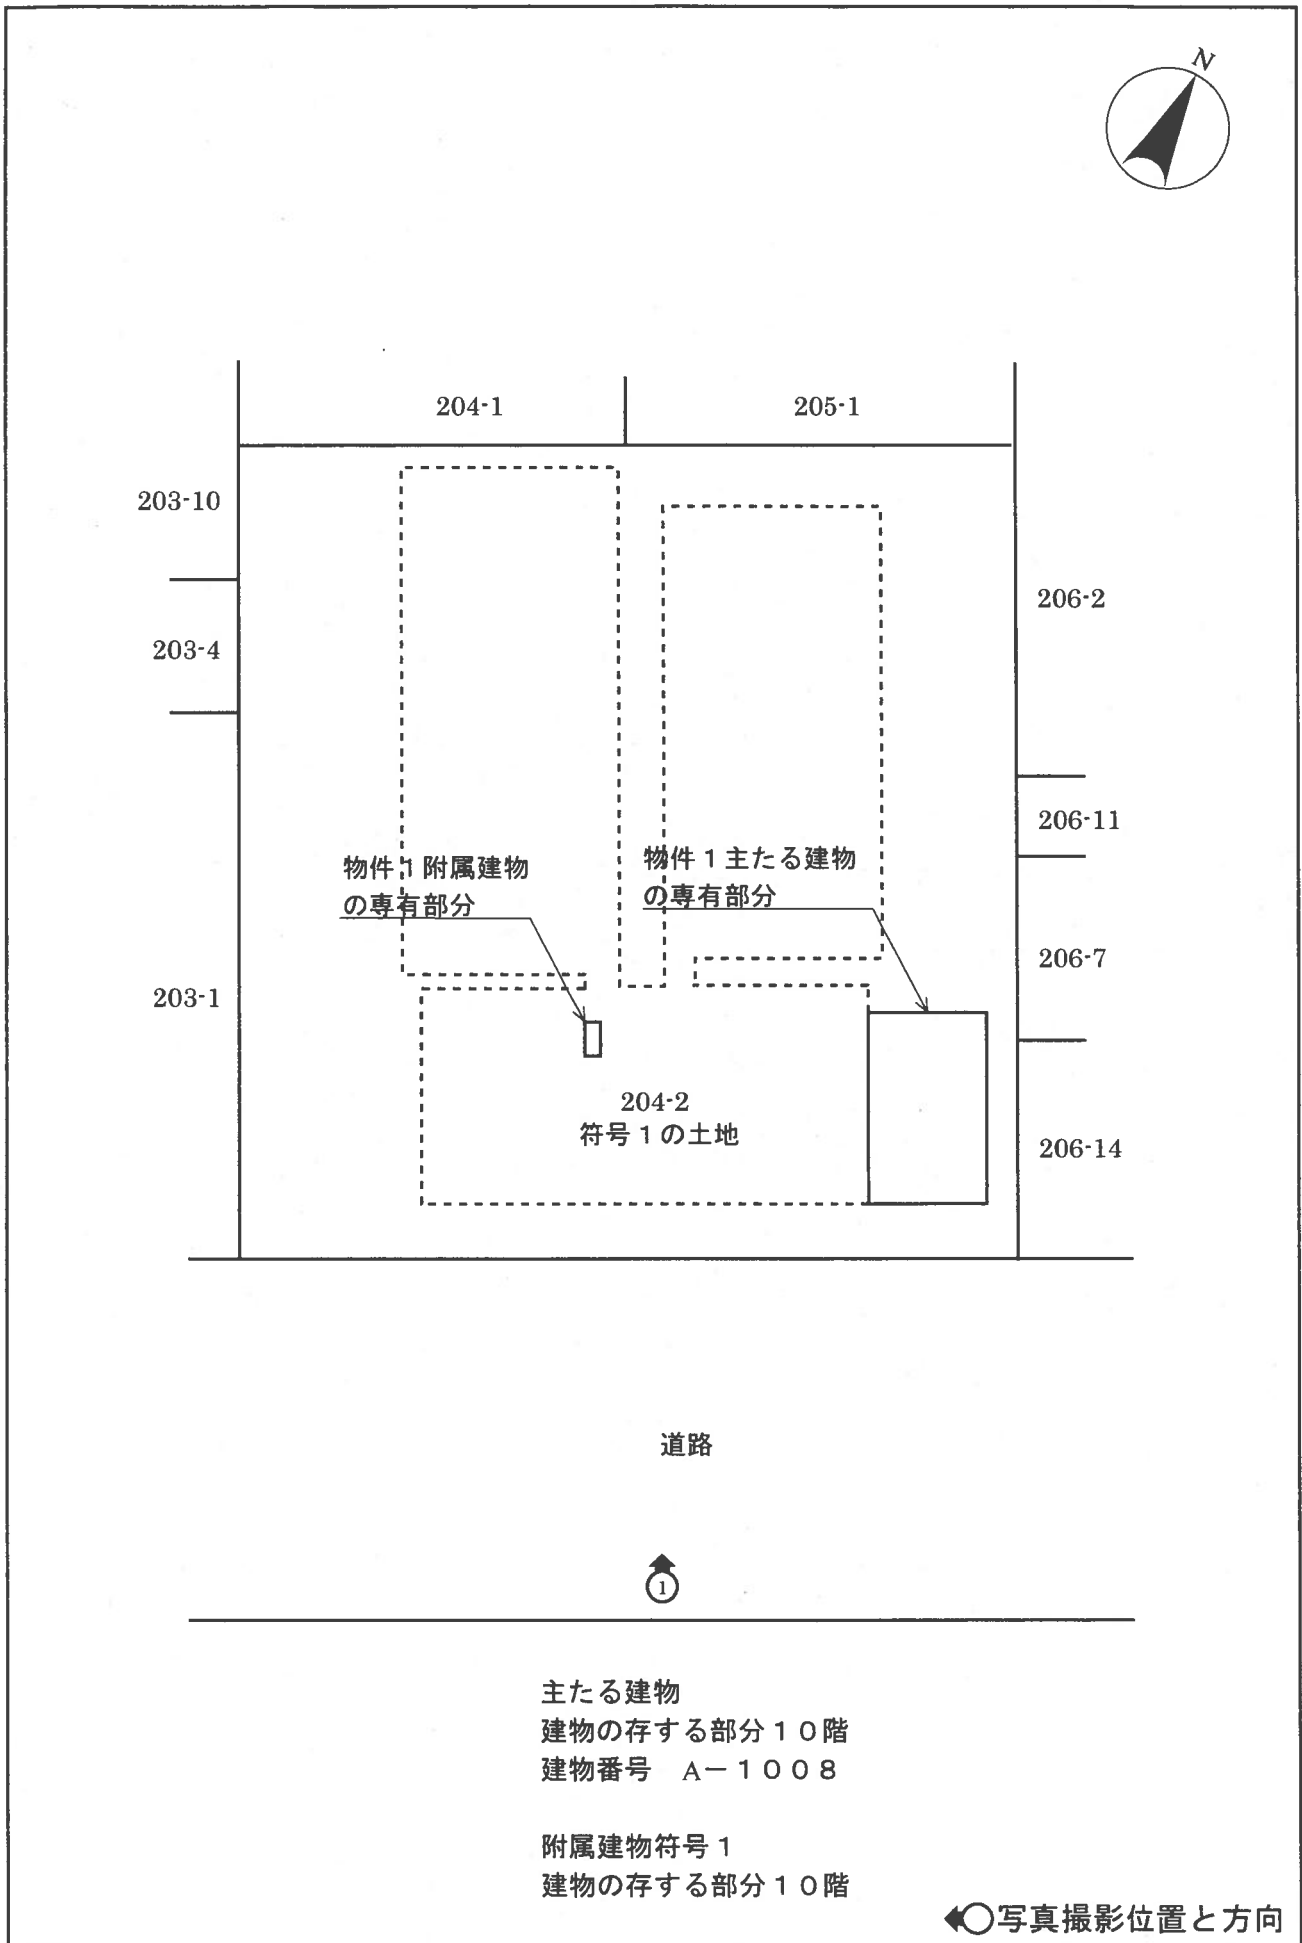 N
204-1
205-1
203-10
203-4
203-1
206-2
206-11
206-7
206-14
物件１附属建物
の専有部分
物件１主たる建物
の専有部分
204-2
符号１の土地
道路
1
主たる建物
建物の存する部分１０階
建物番号　A－１００８
附属建物符号１
建物の存する部分１０階
写真撮影位置と方向